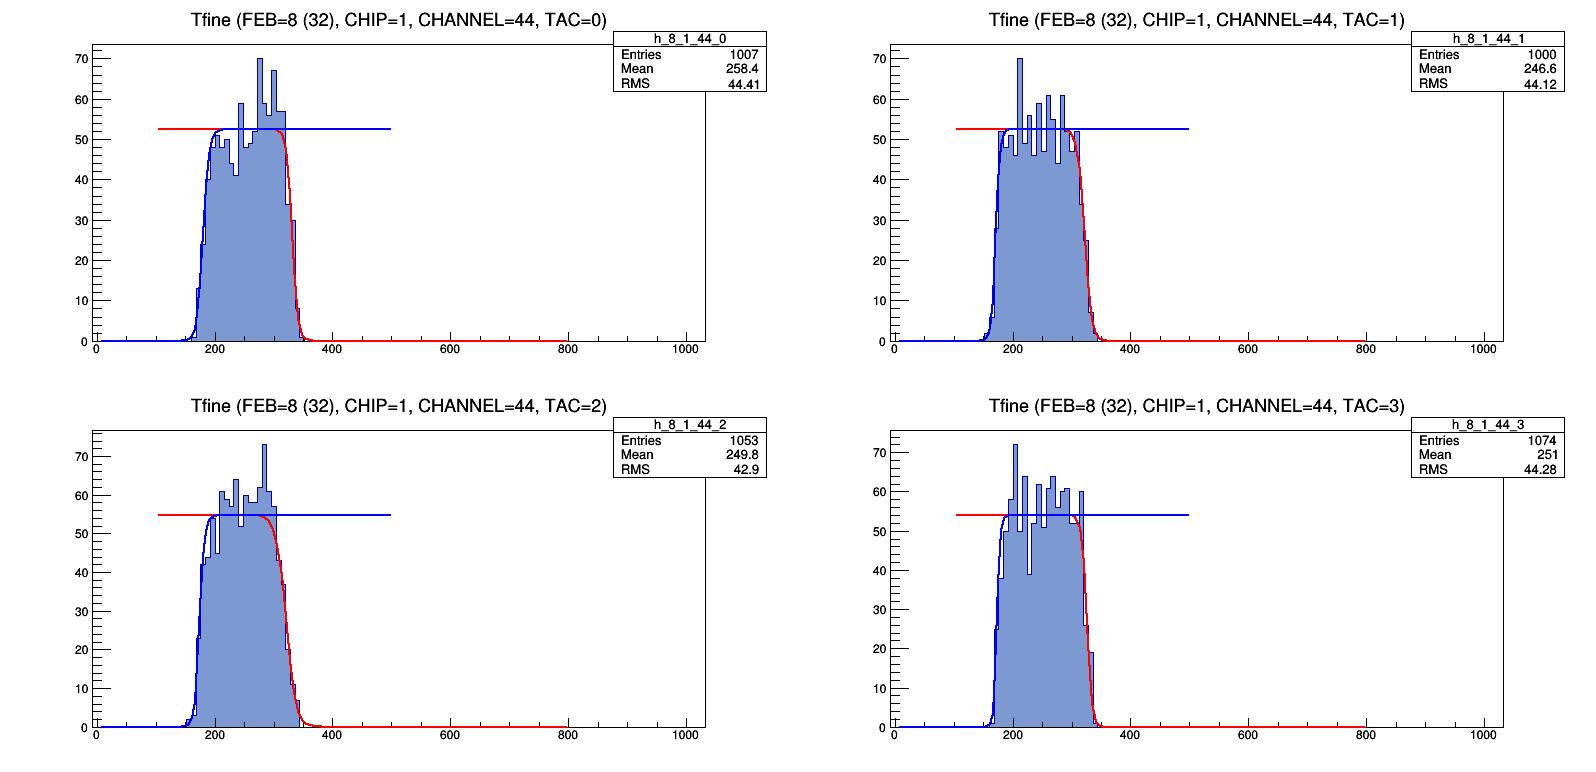 Tfine (FEB=8 (32), CHIP=1, CHANNEL=44, TAC=0)
h_8_1_44_0
Entries 1007
Mean 258.4
RMS 44.41
70
60
50
40
30
20
10
0
0 200 400 600 800 1000
Tfine (FEB=8 (32), CHIP=1, CHANNEL=44, TAC=1)
h_8_1_44_1
Entries 1000
Mean 246.6
RMS 44.12
70
60
50
40
30
20
10
0
0 200 400 600 800 1000
Tfine (FEB=8 (32), CHIP=1, CHANNEL=44, TAC=2)
h_8_1_44_2
Entries 1053
Mean 249.8
RMS 42.9
70
60
50
40
30
20
10
0
0 200 400 600 800 1000
Tfine (FEB=8 (32), CHIP=1, CHANNEL=44, TAC=3)
h_8_1_44_3
Entries 1074
Mean 251
RMS 44.28
70
60
50
40
30
20
10
0
0 200 400 600 800 1000